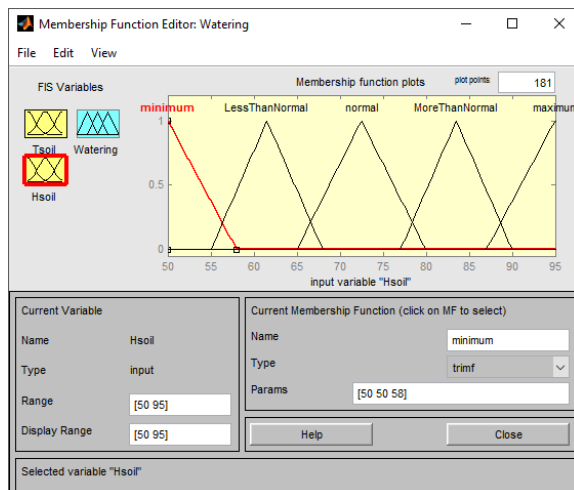 Membership Function Editor: Watering
File Edit View
FIS Variables
Membership function plots
plot points:
181
Tsoil
Watering
Hsoil
minimum
LessThanNormal
normal
MoreThanNormal
maximum
1
0.5
0
50 55 60 65 70 75 80 85 90 95
input variable "Hsoil"
Current Variable
Name Hsoil
Type input
Range [50 95]
Display Range [50 95]
Current Membership Function (click on MF to select)
Name minimum
Type trimf
Params [50 50 58]
Help Close
Selected variable "Hsoil"